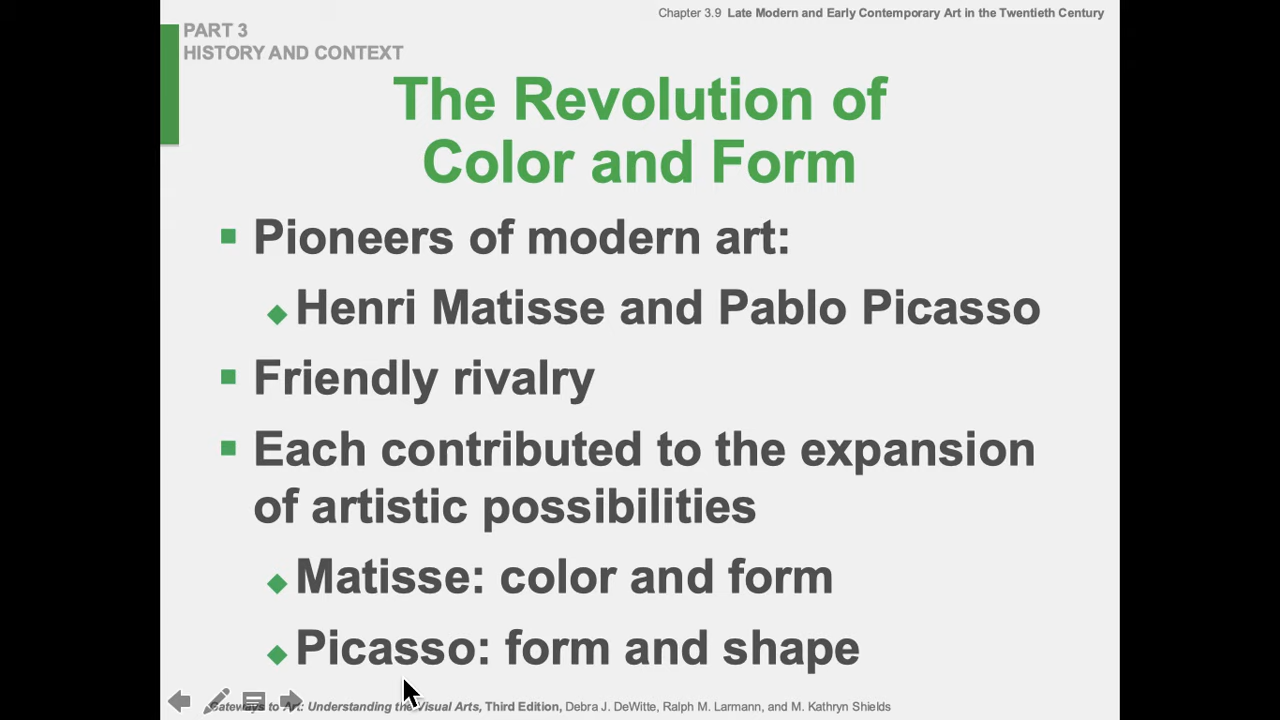 Chapter 3.9 Late Modern and Early Contemporary Art in the Twentieth Century
PART 3
HISTORY AND CONTEXT
The Revolution of
Color and Form
Pioneers of modern art:
Henri Matisse and Pablo Picasso
Friendly rivalry
Each contributed to the expansion
of artistic possibilities
Matisse: color and form
Picasso: form and shape
Gateways to Art: Understanding the Visual Arts, Third Edition, Debra J. DeWitte, Ralph M. Larmann, and M. Kathryn Shields